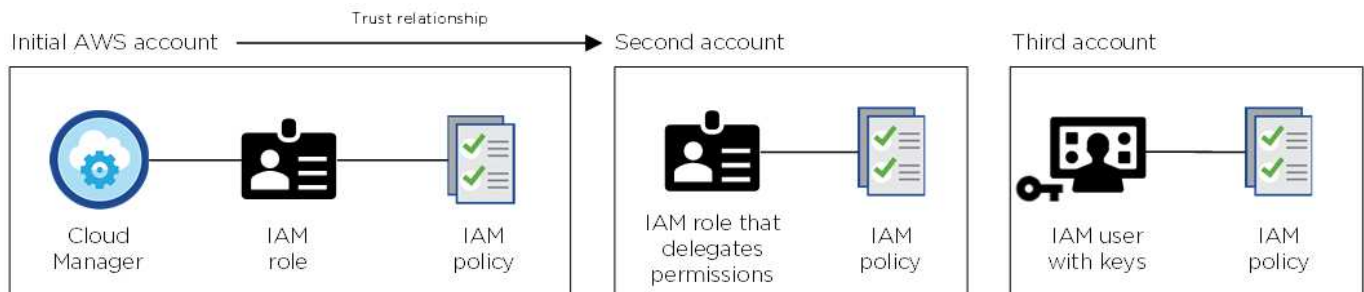 Trust relationship
Initial AWS account
Second account
Third account
Cloud
Manager
IAM
role
IAM
policy
IAM role that
delegates
permissions
IAM
policy
IAM user
with keys
IAM
policy